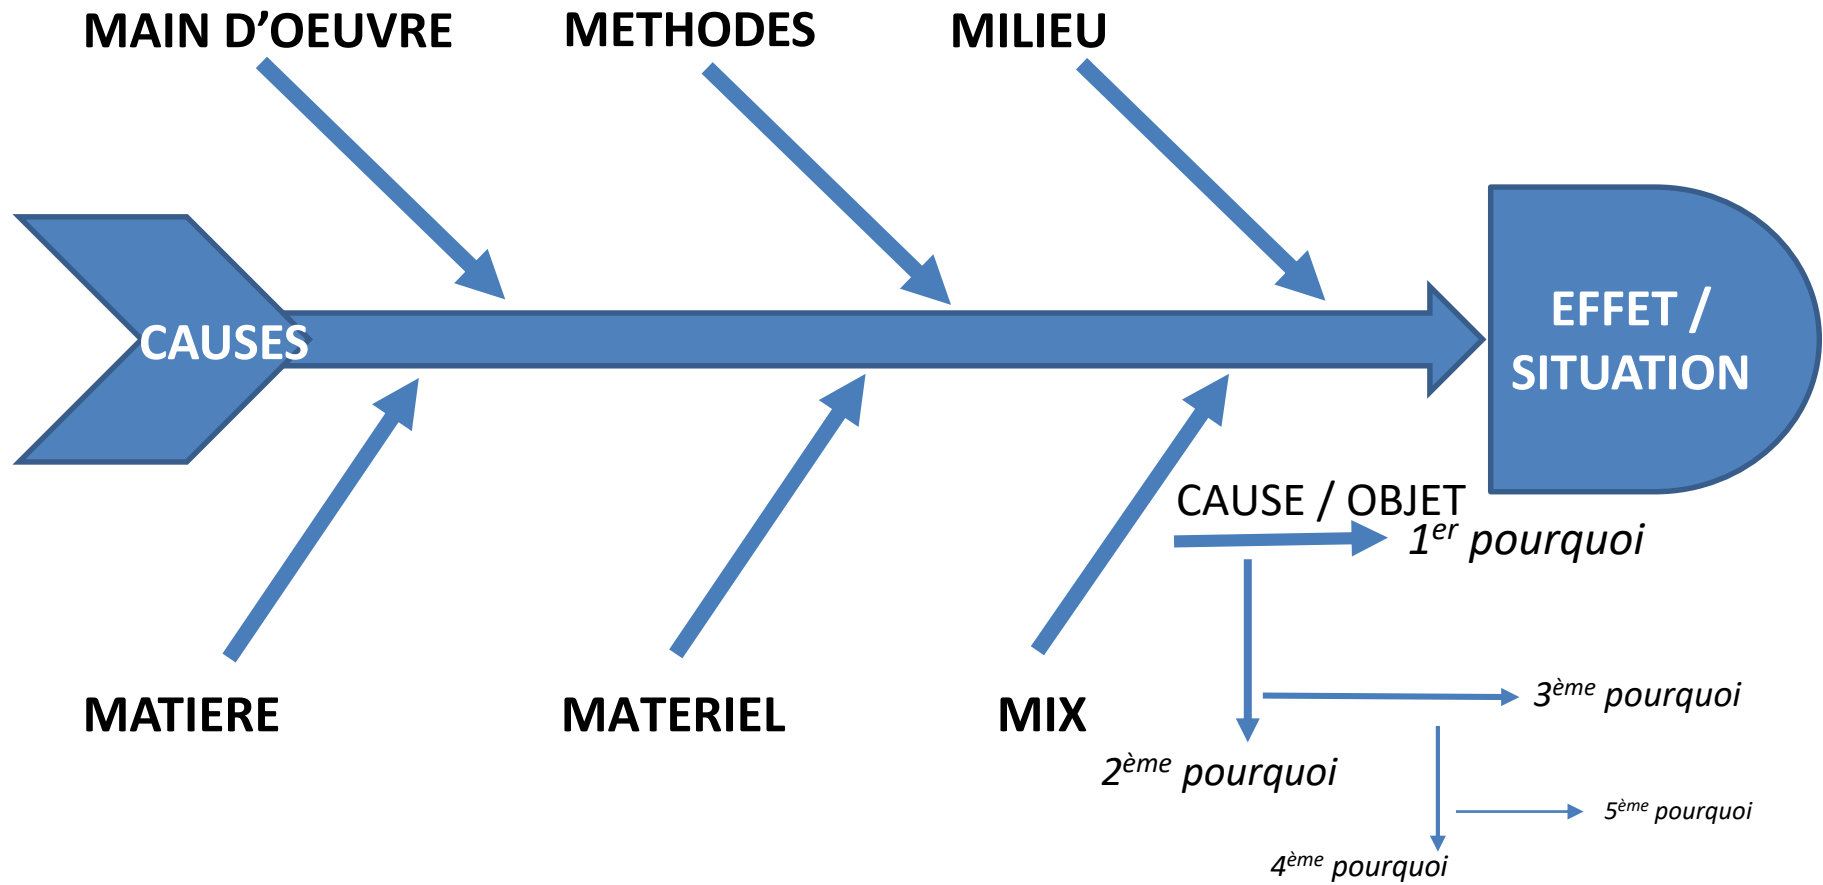 MAIN D’OEUVRE
METHODES
MILIEU
CAUSES
EFFET /
SITUATION
CAUSE / OBJET
1er pourquoi
MATIERE
MATERIEL
MIX
3ème pourquoi
2ème pourquoi
5ème pourquoi
4ème pourquoi